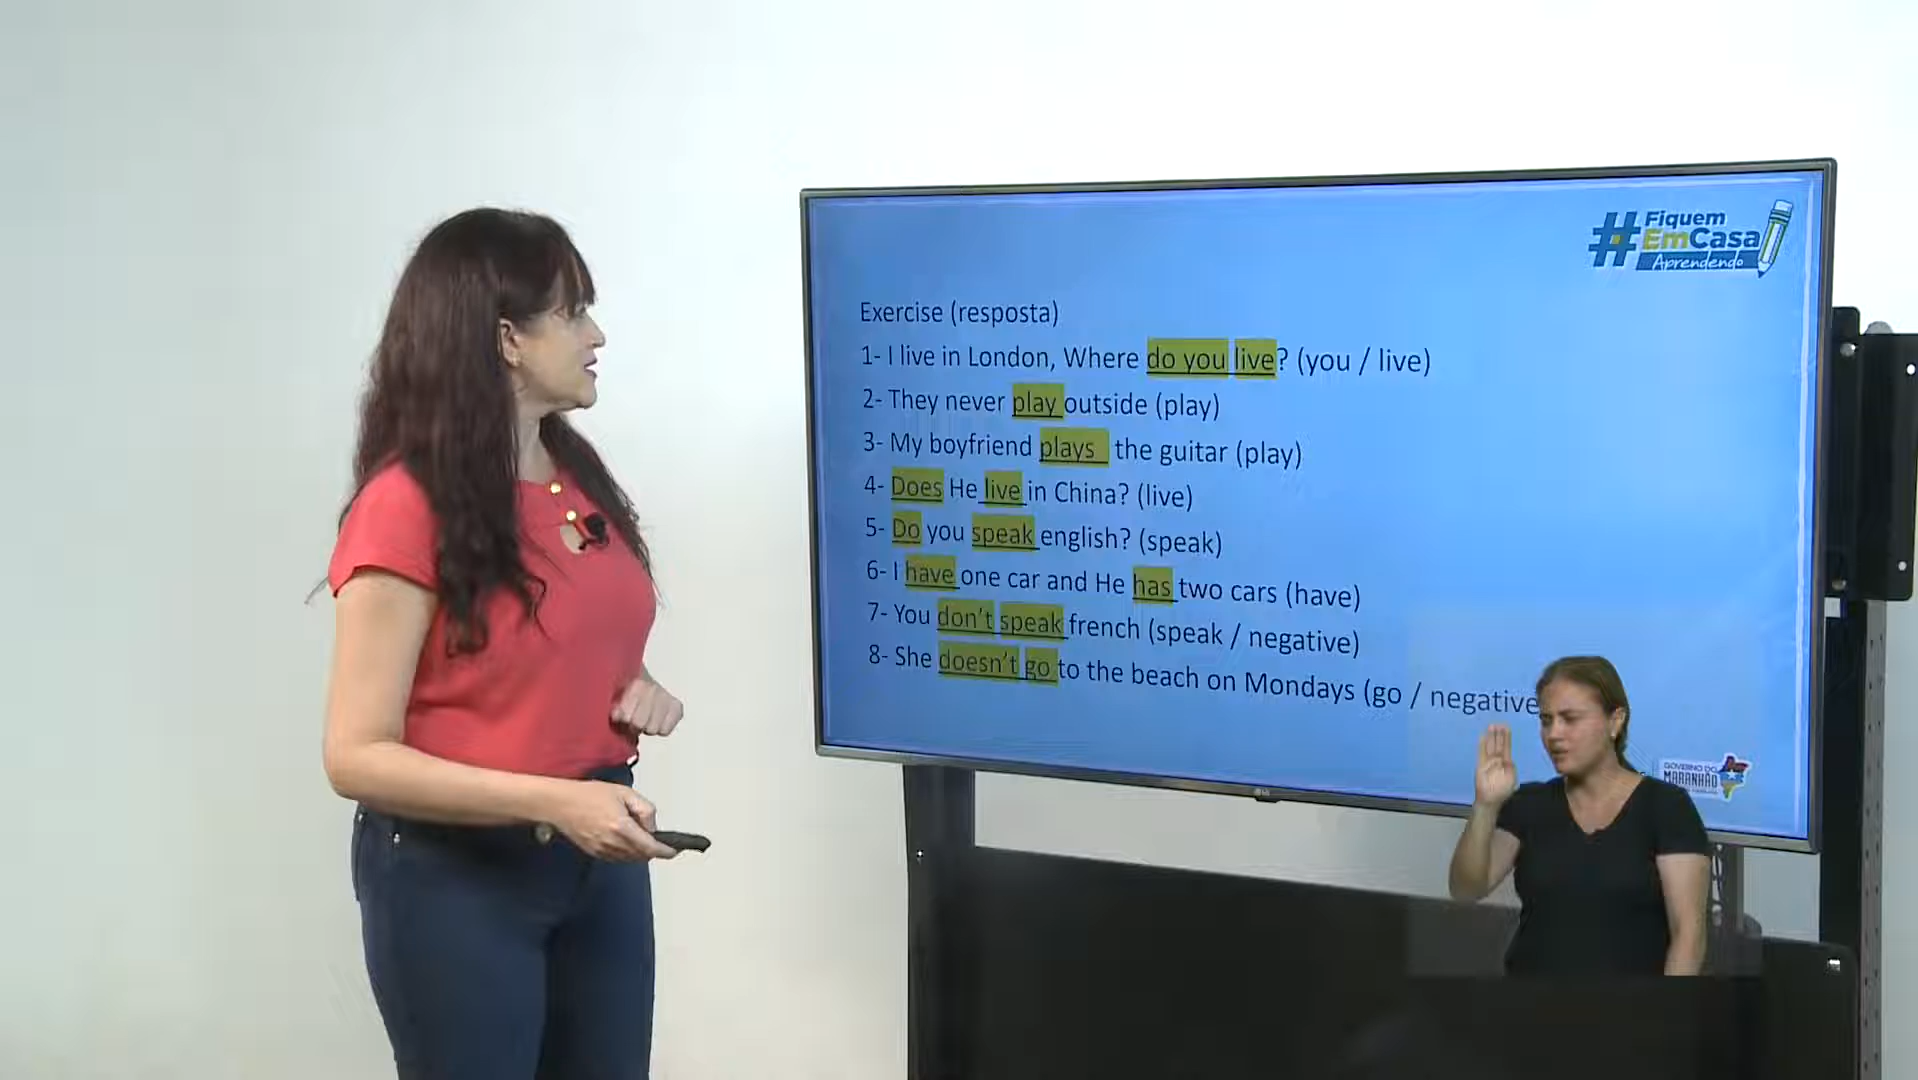 #Fiquem
EmCasa
Aprendendo
Exercise (resposta)
1- I live in London, Where do you live? (you / live)
2- They never play outside (play)
3- My boyfriend plays the guitar (play)
4- Does He live in China? (live)
5- Do you speak english? (speak)
6- I have one car and He has two cars (have)
7- You don't speak french (speak / negative)
8- She doesn't go to the beach on Mondays (go / negative
GOVERNO DO
MARANHÃO
LG